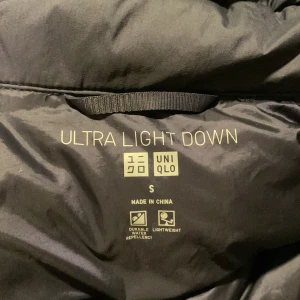 ULTRA LIGHT DOWN
ユニ UNI
クロ QLO
S
MADE IN CHINA
DURABLE LIGHTWEIGHT
WATER
REPELLENCY